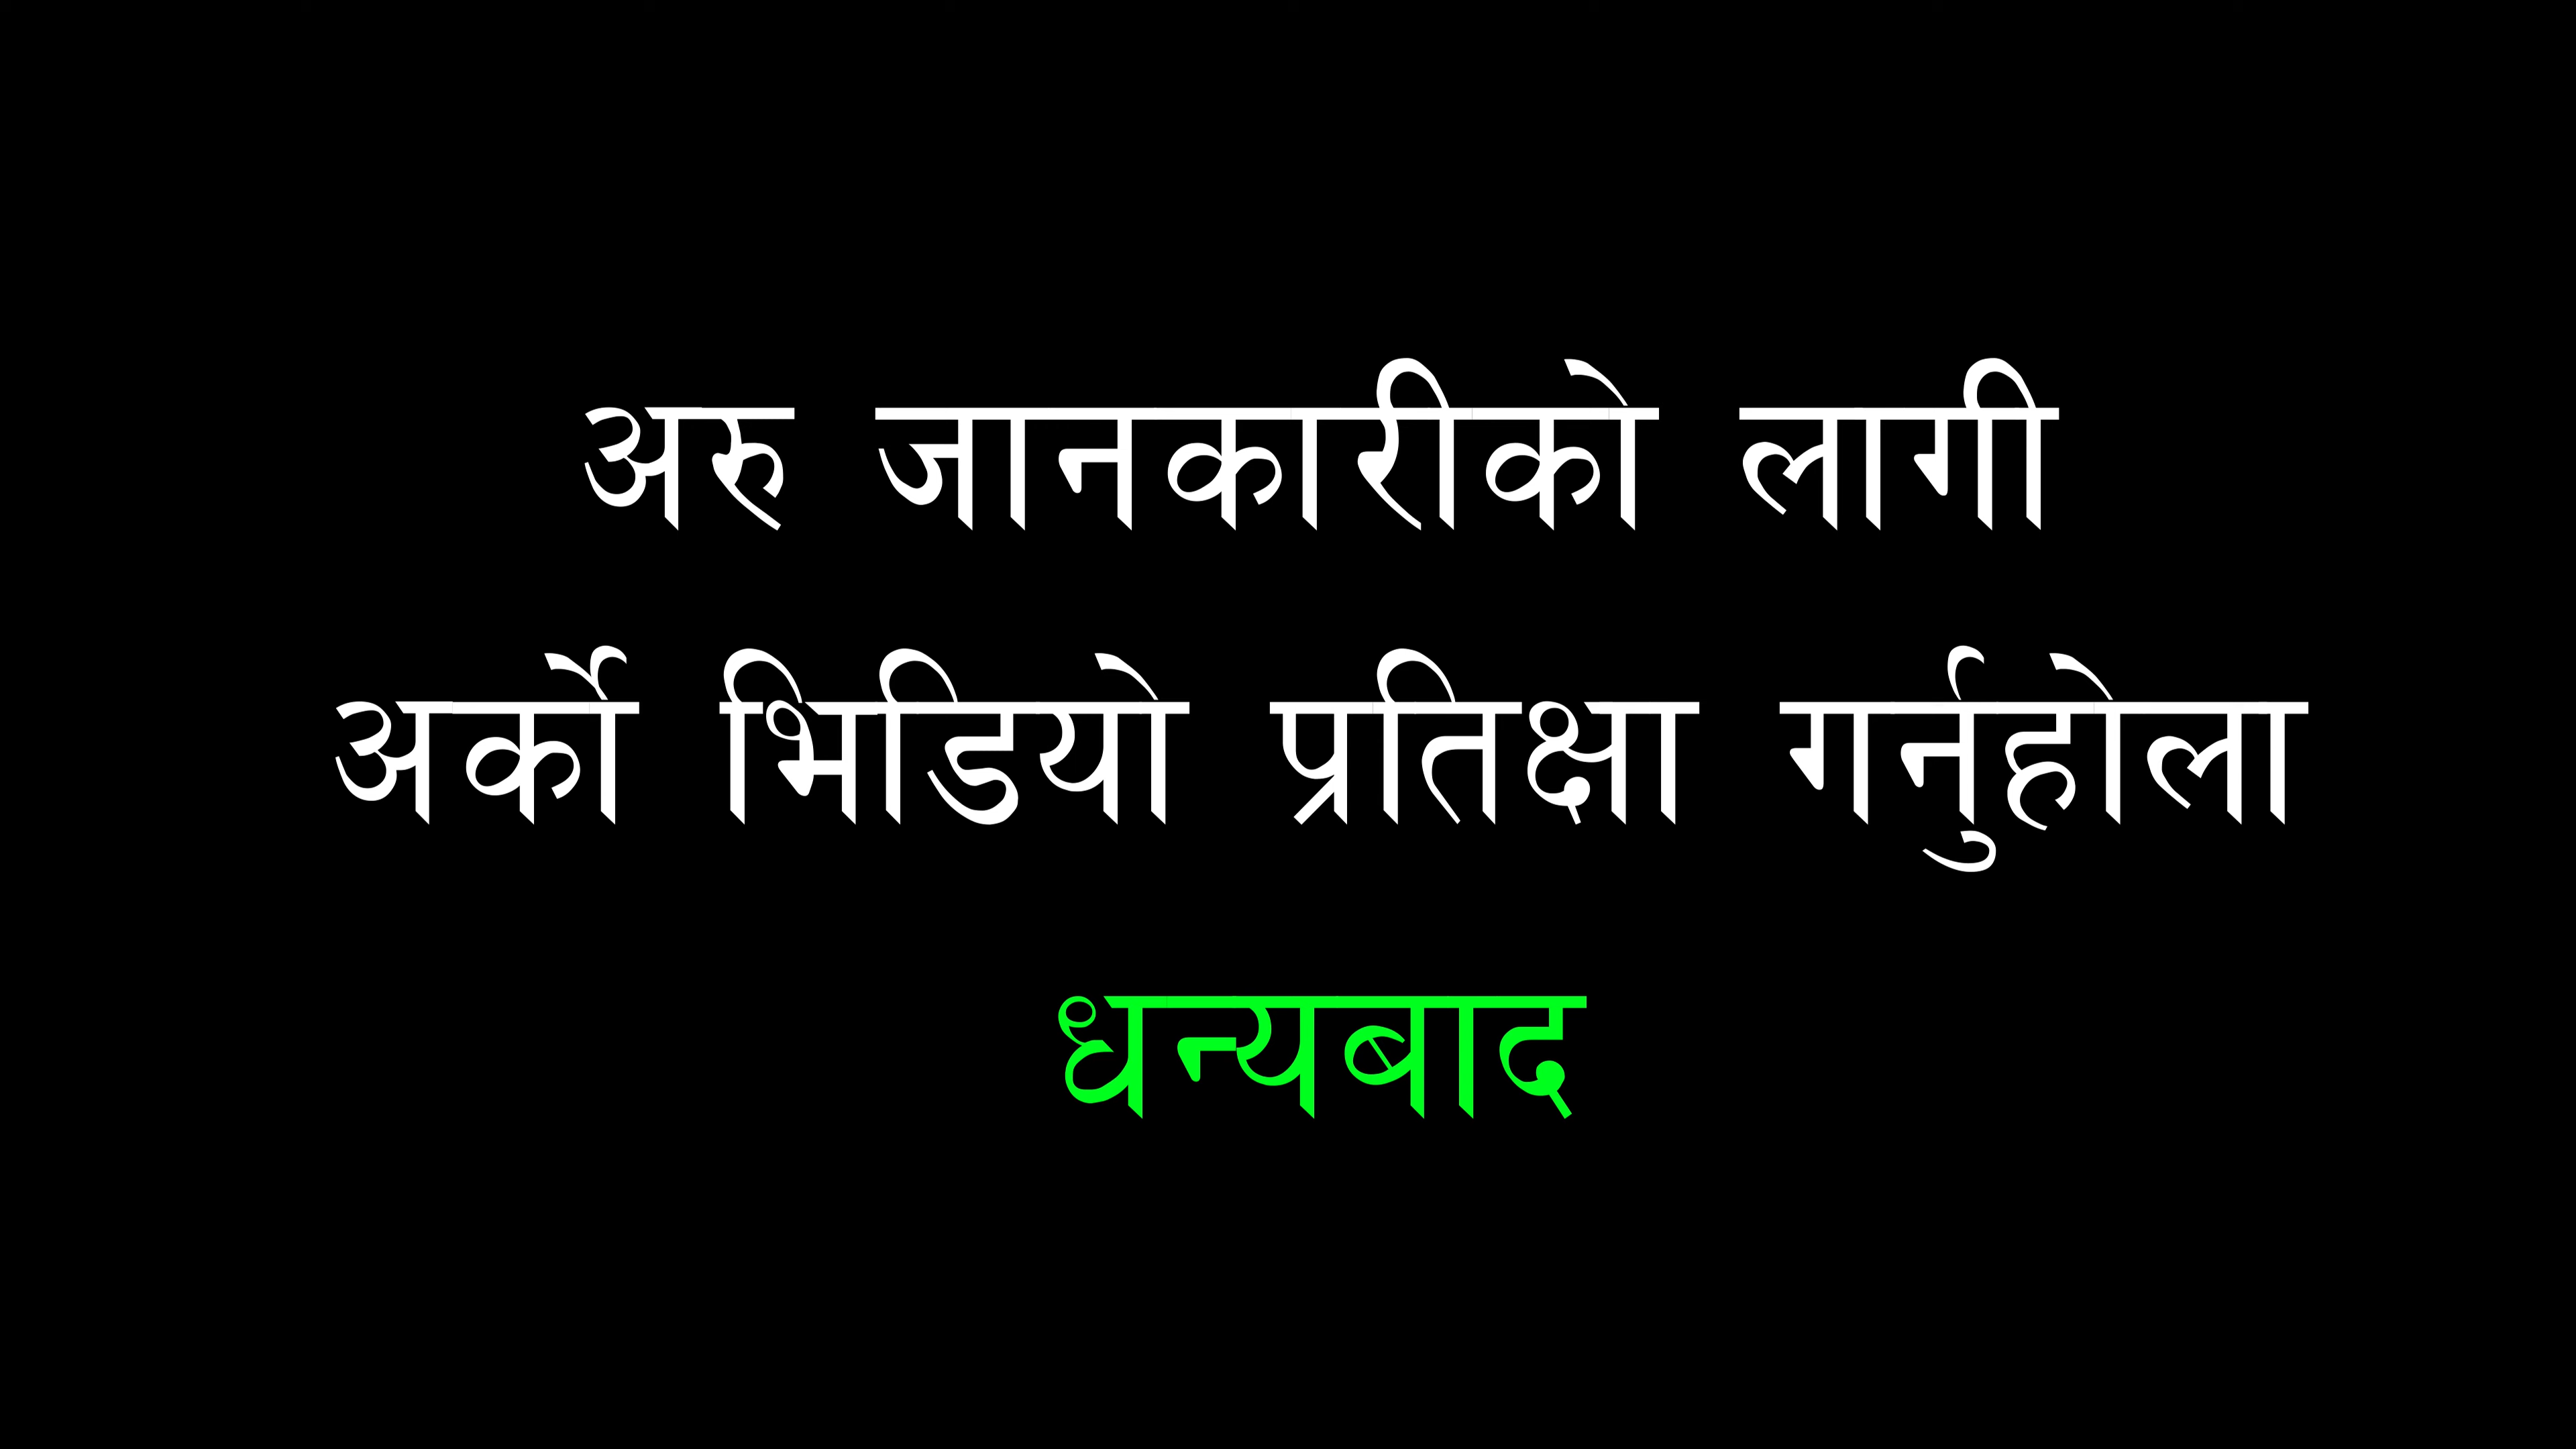 अरु जानकारीको लागी
अर्को भिडियो प्रतिक्षा गर्नुहोला
धन्यबाद